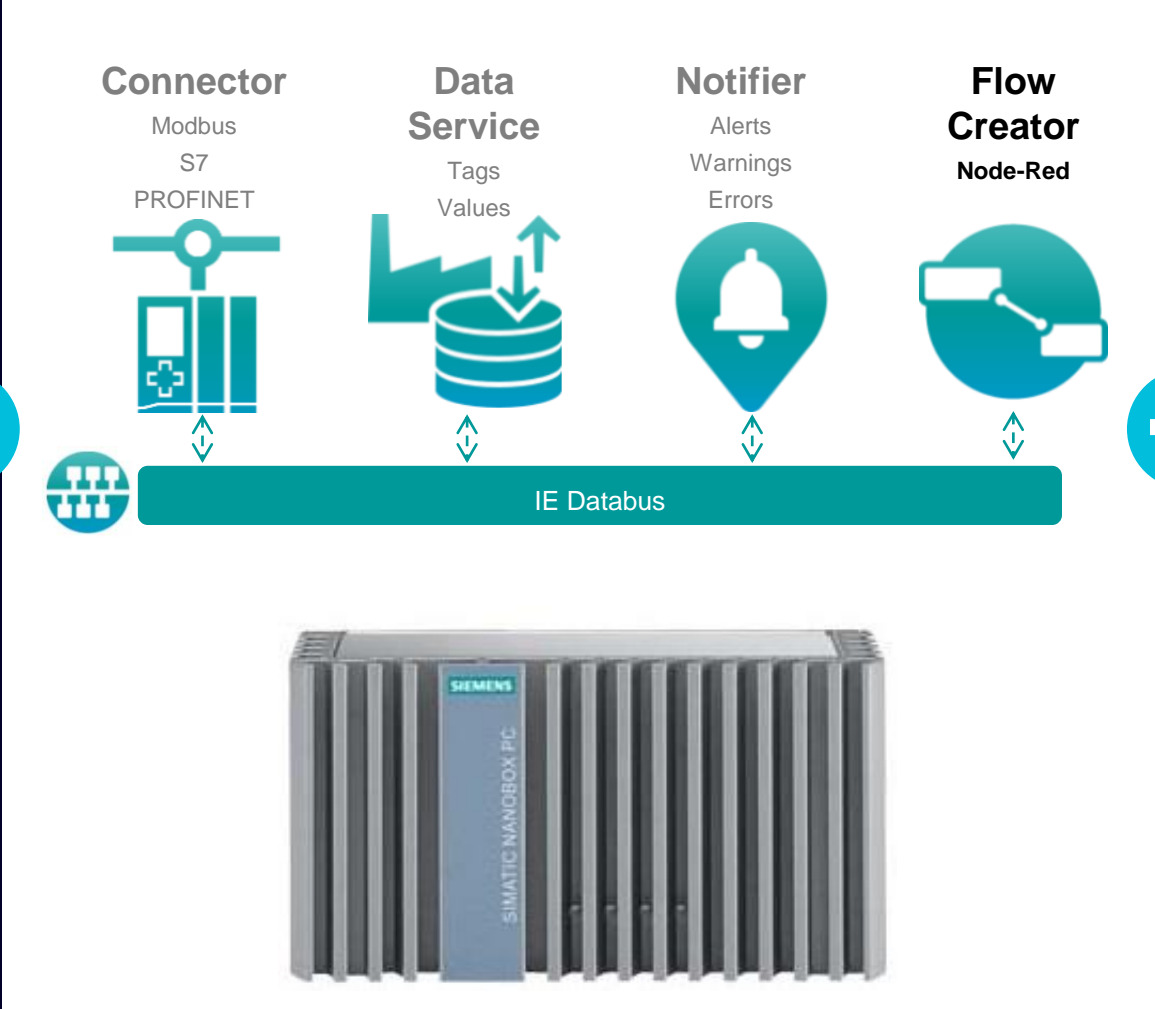 Connector
Modbus
S7
PROFINET
Data
Service
Tags
Values
Notifier
Alerts
Warnings
Errors
Flow
Creator
Node-Red
IE Databus
SIEMENS
SIMATIC NANOBOX PC